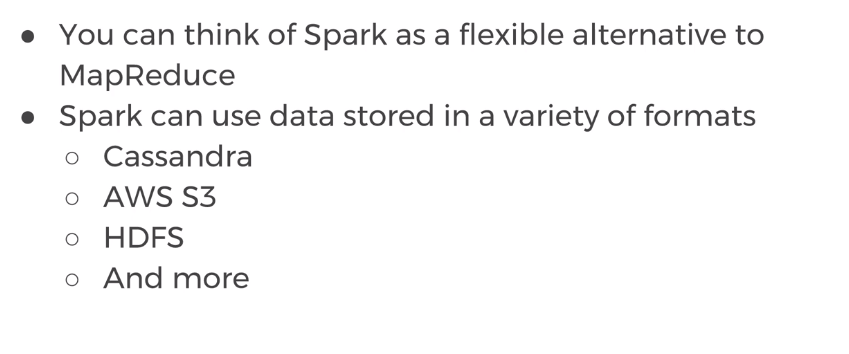 ● You can think of Spark as a flexible alternative to
MapReduce
● Spark can use data stored in a variety of formats
○ Cassandra
○ AWS S3
○ HDFS
○ And more